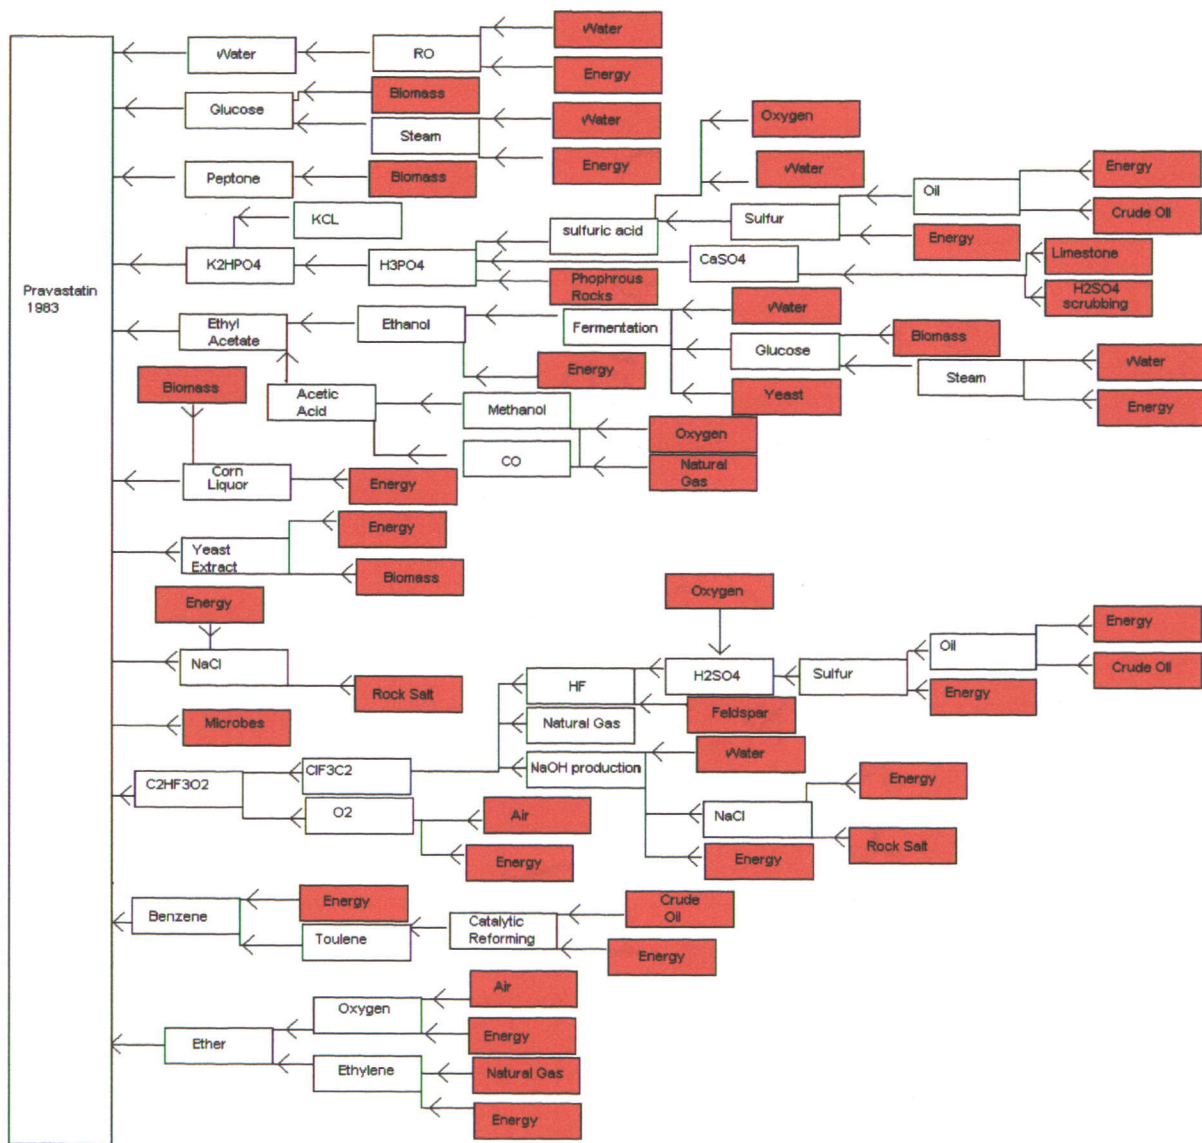 Water
RO
Water
Energy
Glucose
Biomass
Steam
Water
Energy
Oxygen
Water
Peptone
Biomass
KCL
sulfuric acid
Sulfur
Oil
Energy
Crude Oil
Energy
K2HPO4
H3PO4
CaSO4
Limestone
H2SO4
scrubbing
Phophrous
Rocks
Pravastatin
1983
Ethyl
Acetate
Ethanol
Fermentation
Water
Glucose
Biomass
Steam
Water
Energy
Yeast
Energy
Biomass
Acetic
Acid
Methanol
CO
Oxygen
Natural
Gas
Corn
Liquor
Energy
Yeast
Extract
Energy
Biomass
Energy
NaCl
Rock Salt
Oxygen
HF
H2SO4
Sulfur
Oil
Energy
Crude Oil
Energy
Feldspar
Natural Gas
Microbes
NaOH production
Water
C2HF3O2
ClF3C2
O2
Air
Energy
NaCl
Energy
Rock Salt
Energy
Benzene
Energy
Toulene
Catalytic
Reforming
Crude
Oil
Energy
Ether
Oxygen
Air
Energy
Ethylene
Natural Gas
Energy